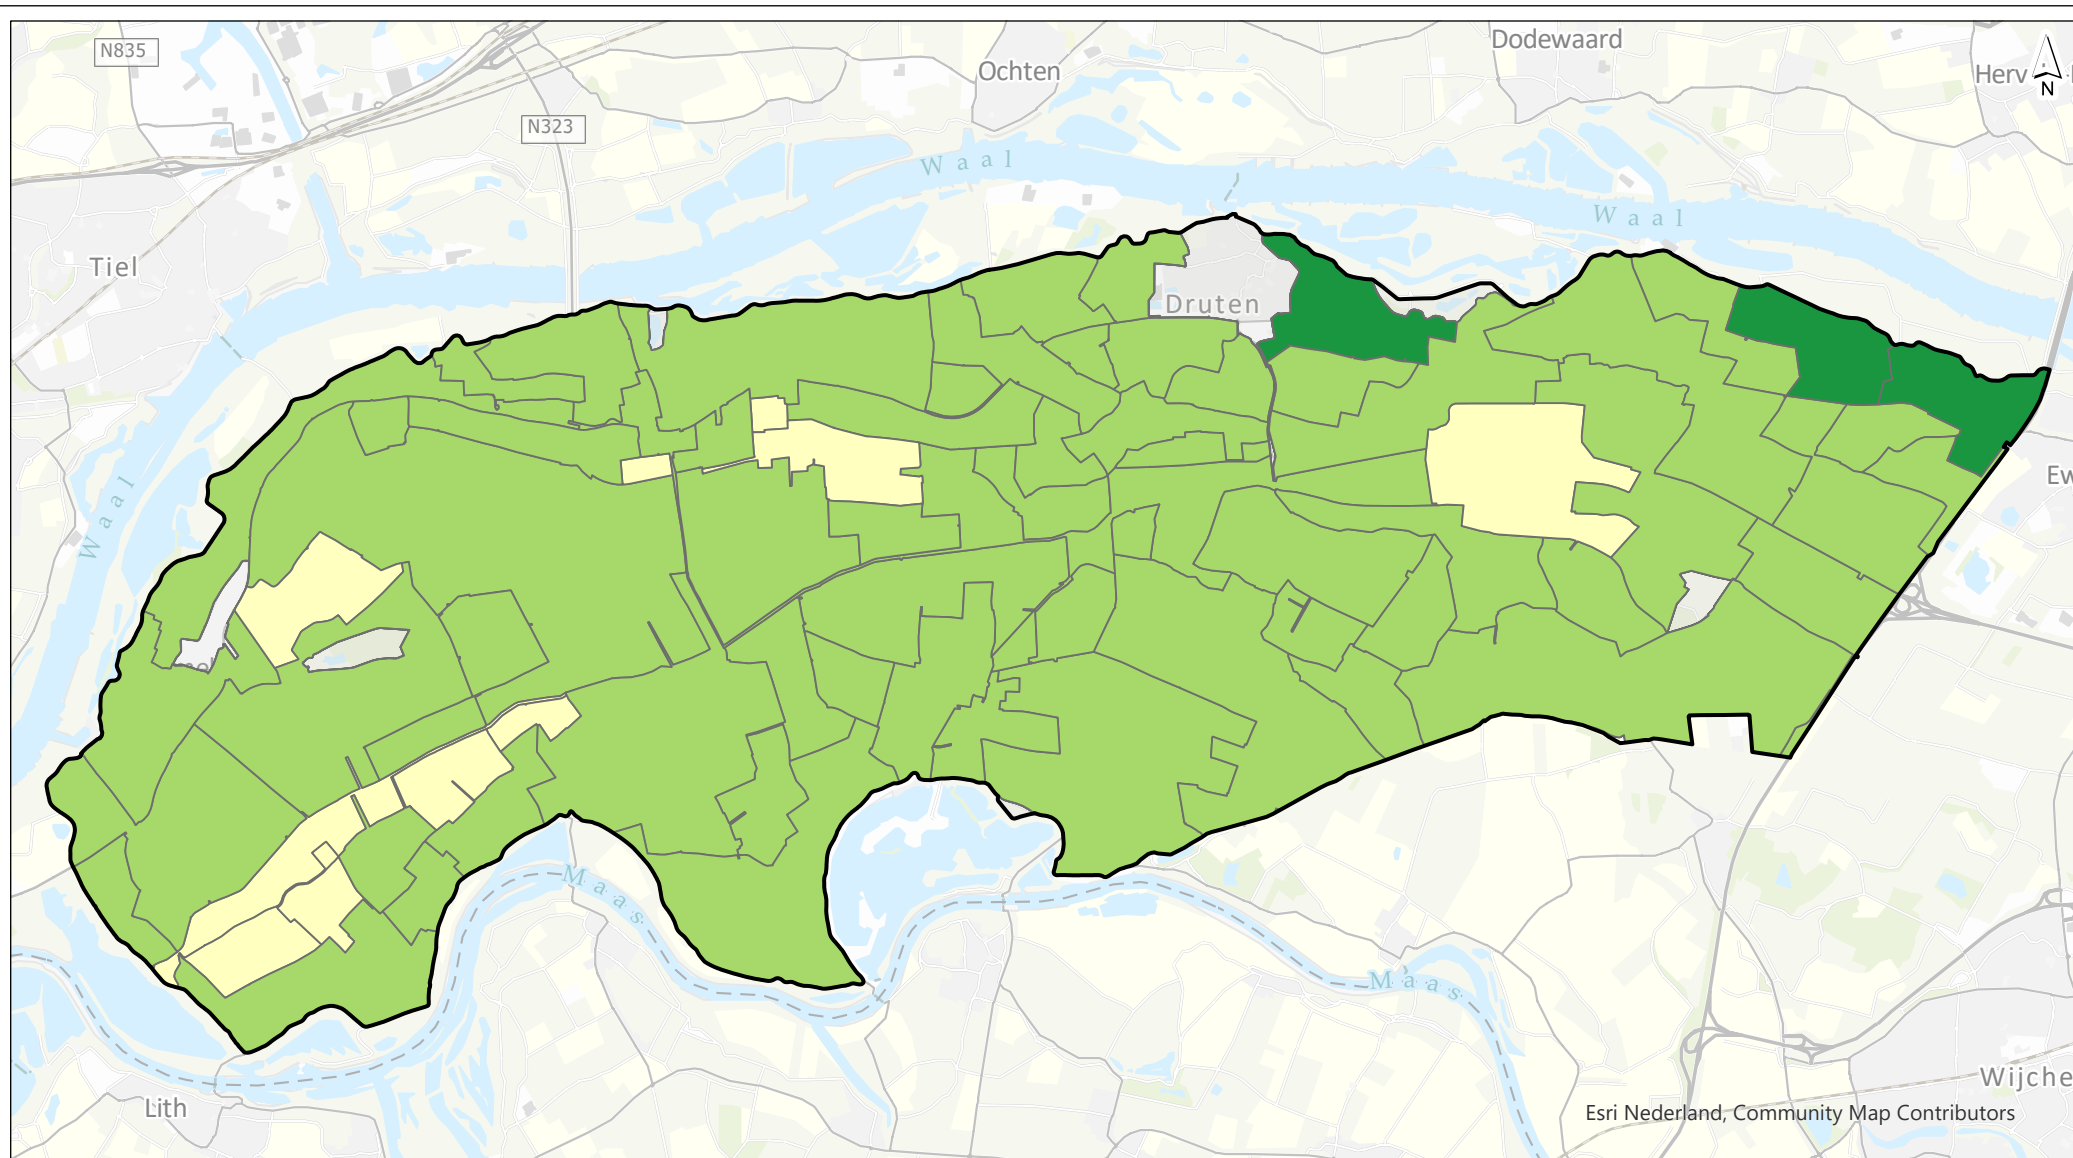 N835
Ochten
Dodewaard
Herv
N
N323
Waal
Waal
Tiel
Druten
Waal
Ew
Maas
Maas
Lith
Wijche
Esri Nederland, Community Map Contributors